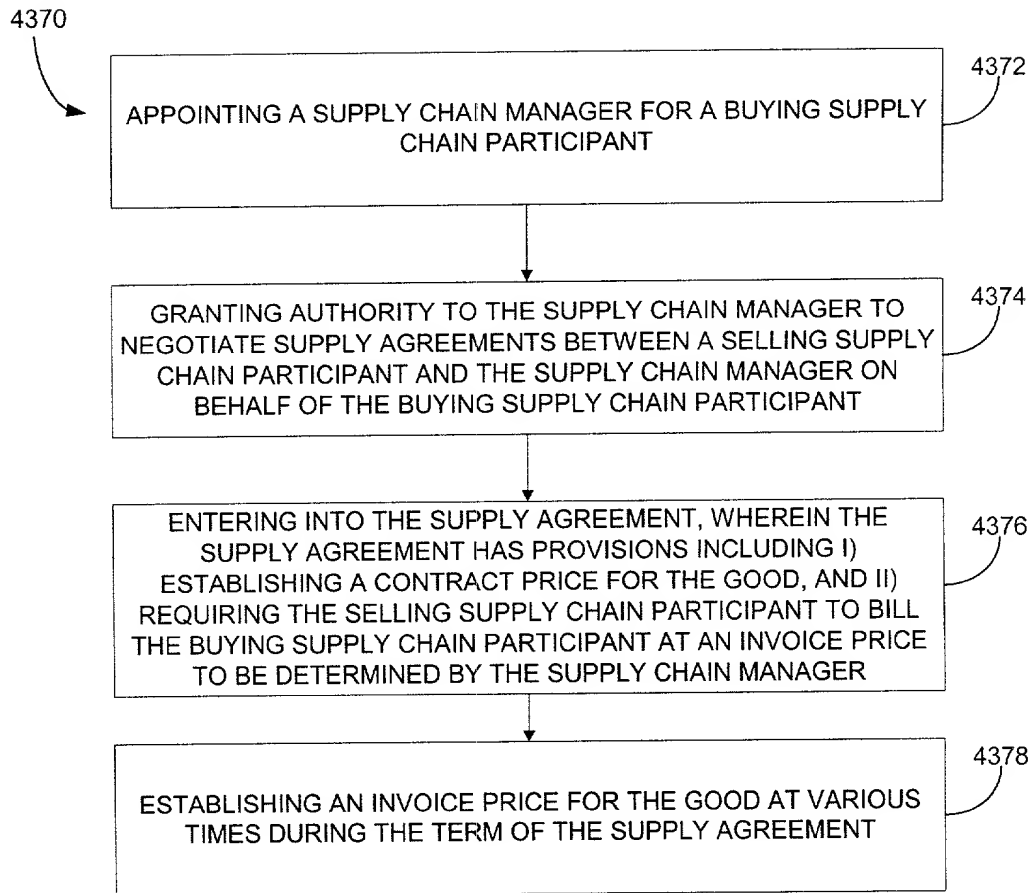 4370
4372
APPOINTING A SUPPLY CHAIN MANAGER FOR A BUYING SUPPLY
CHAIN PARTICIPANT
4374
GRANTING AUTHORITY TO THE SUPPLY CHAIN MANAGER TO
NEGOTIATE SUPPLY AGREEMENTS BETWEEN A SELLING SUPPLY
CHAIN PARTICIPANT AND THE SUPPLY CHAIN MANAGER ON
BEHALF OF THE BUYING SUPPLY CHAIN PARTICIPANT
4376
ENTERING INTO THE SUPPLY AGREEMENT, WHEREIN THE
SUPPLY AGREEMENT HAS PROVISIONS INCLUDING I)
ESTABLISHING A CONTRACT PRICE FOR THE GOOD, AND II)
REQUIRING THE SELLING SUPPLY CHAIN PARTICIPANT TO BILL
THE BUYING SUPPLY CHAIN PARTICIPANT AT AN INVOICE PRICE
TO BE DETERMINED BY THE SUPPLY CHAIN MANAGER
4378
ESTABLISHING AN INVOICE PRICE FOR THE GOOD AT VARIOUS
TIMES DURING THE TERM OF THE SUPPLY AGREEMENT